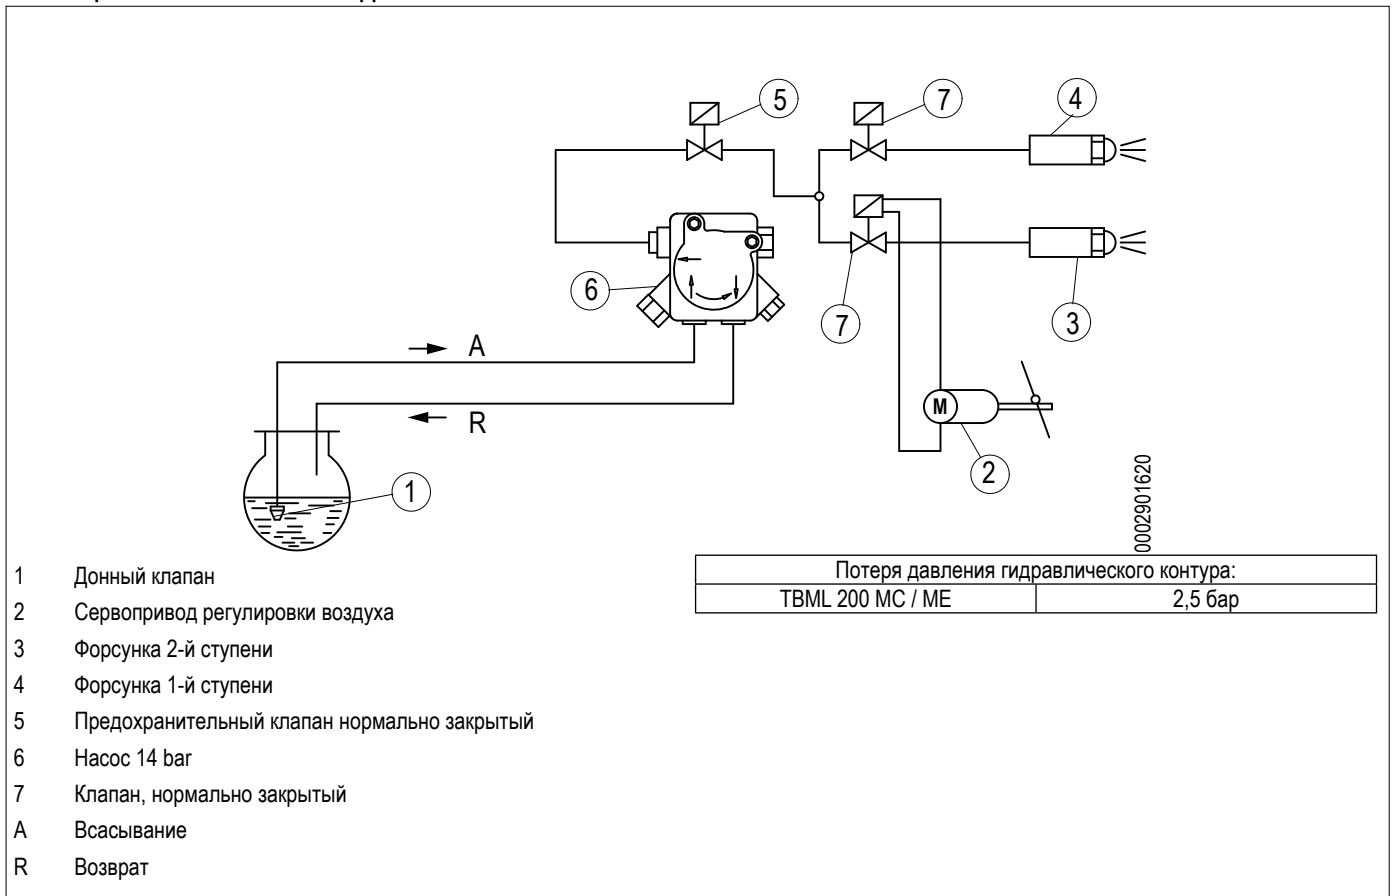 5
7
4
6
7
3
A
R
M
1
2
0002901620
1 Донный клапан
2 Сервопривод регулировки воздуха
3 Форсунка 2-й ступени
4 Форсунка 1-й ступени
5 Предохранительный клапан нормально закрытый
6 Насос 14 bar
7 Клапан, нормально закрытый
A Всасывание
R Возврат
Потеря давления гидравлического контура:
TBML 200 MC / ME 2,5 бар